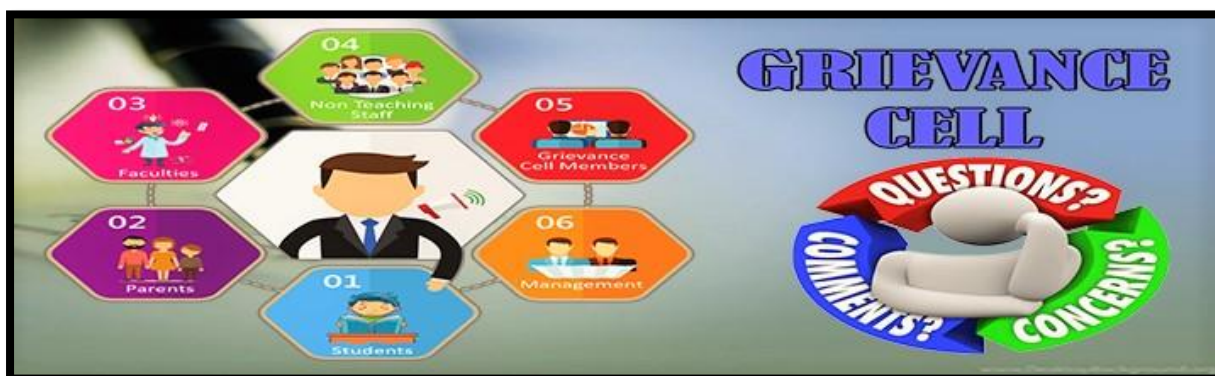 04
Non Teaching
Staff
03
Faculties
05
Grievance
Cell Members
02
Parents
06
Management
01
Students
GRIEVANCE
CELL
QUESTIONS?
COMMENTS?
CONCERNS?